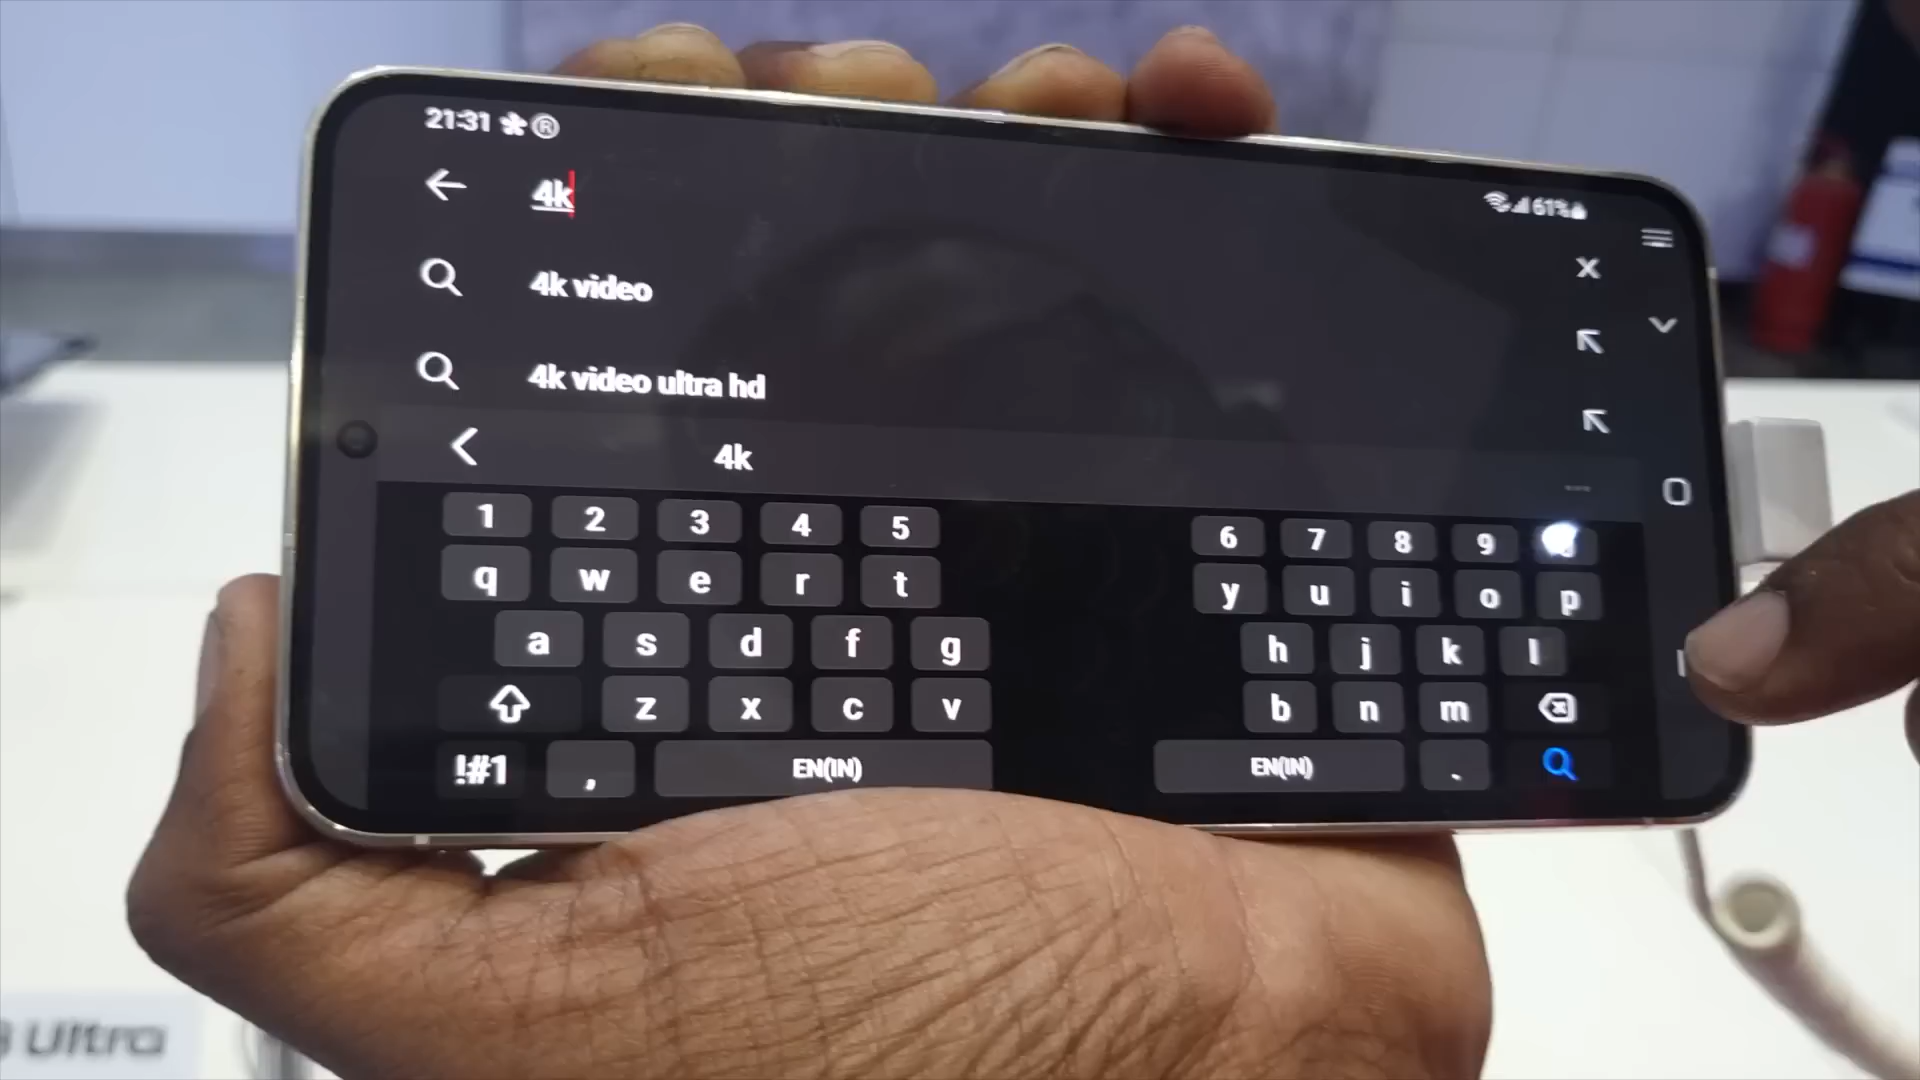 21:31 ®
61%
4k
4k video
4k video ultra hd
4k
1 2 3 4 5 6 7 8 9
q w e r t y u i o p
a s d f g h j k l
z x c v b n m
!#1 , EN(IN) EN(IN) .
Ultra